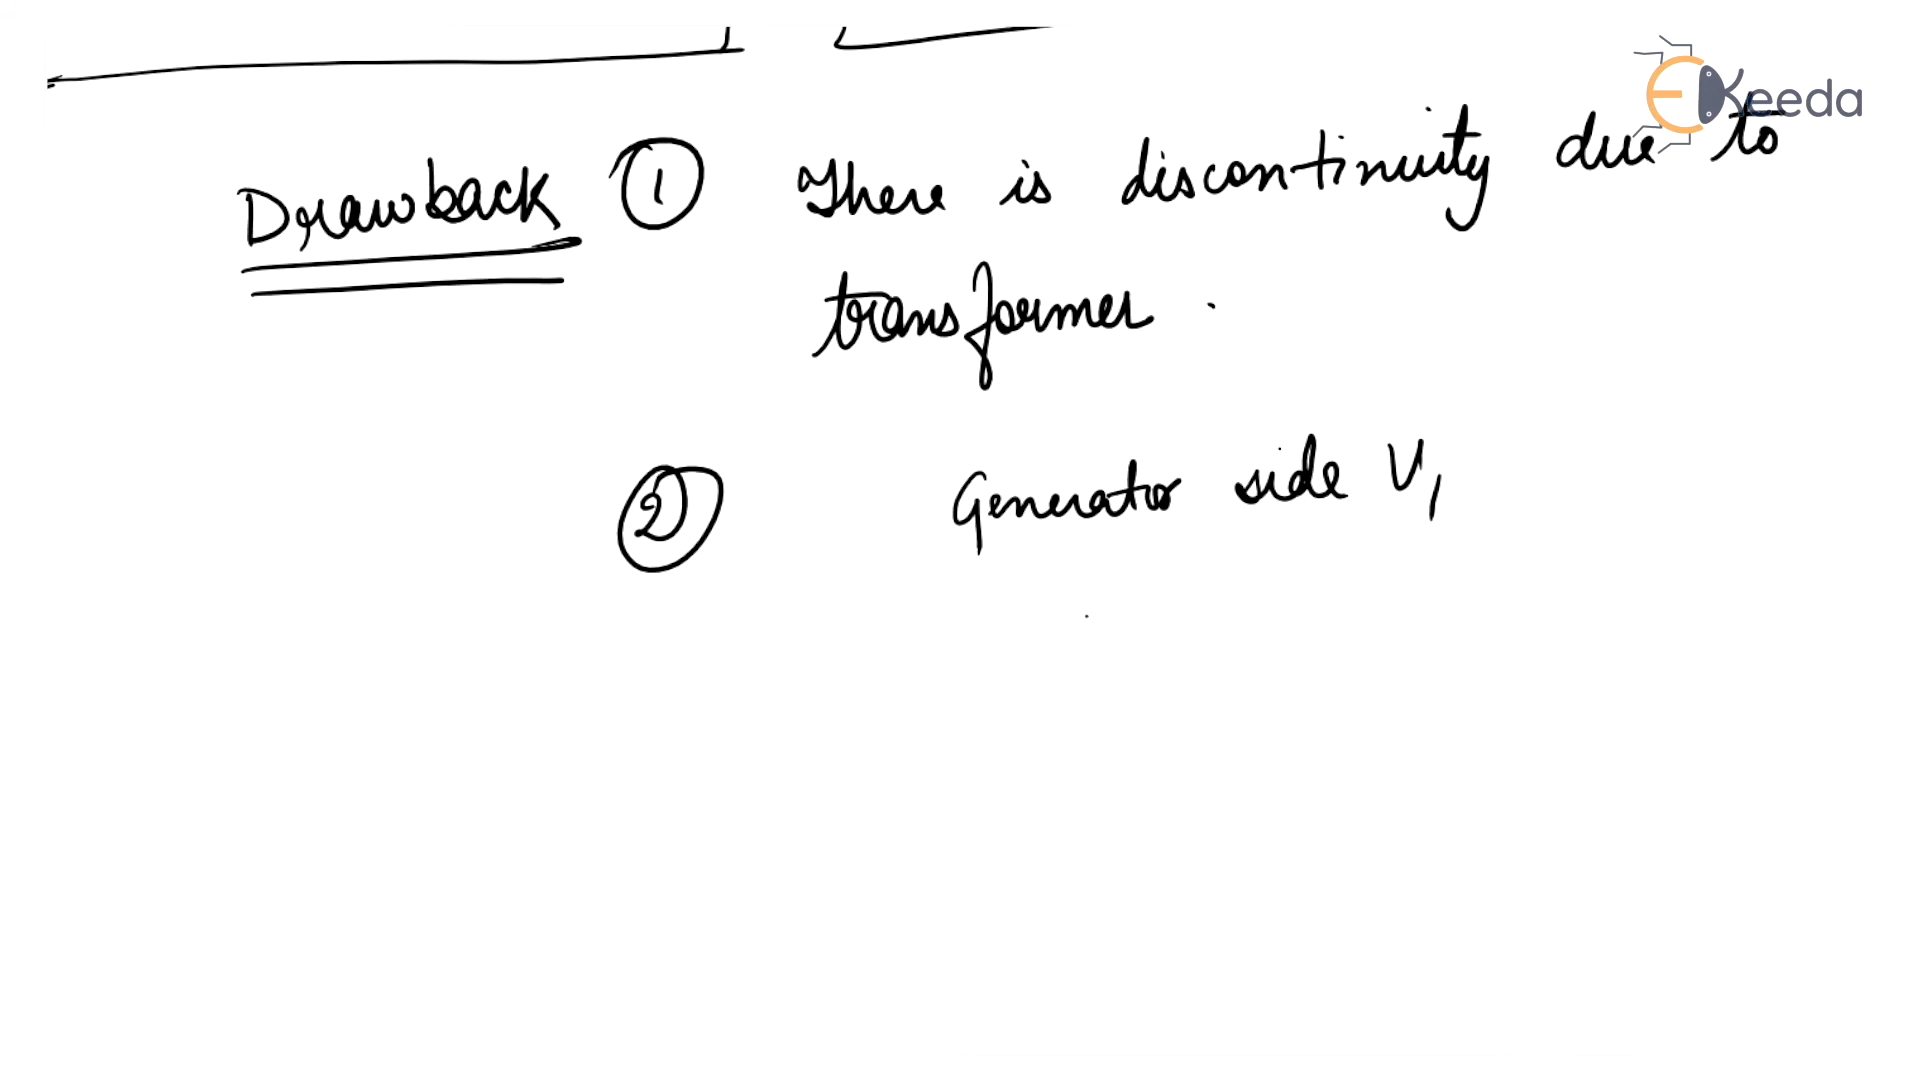 EKeeda
Drawback ① There is discontinuity due to
transformer.
② Generator side V₁